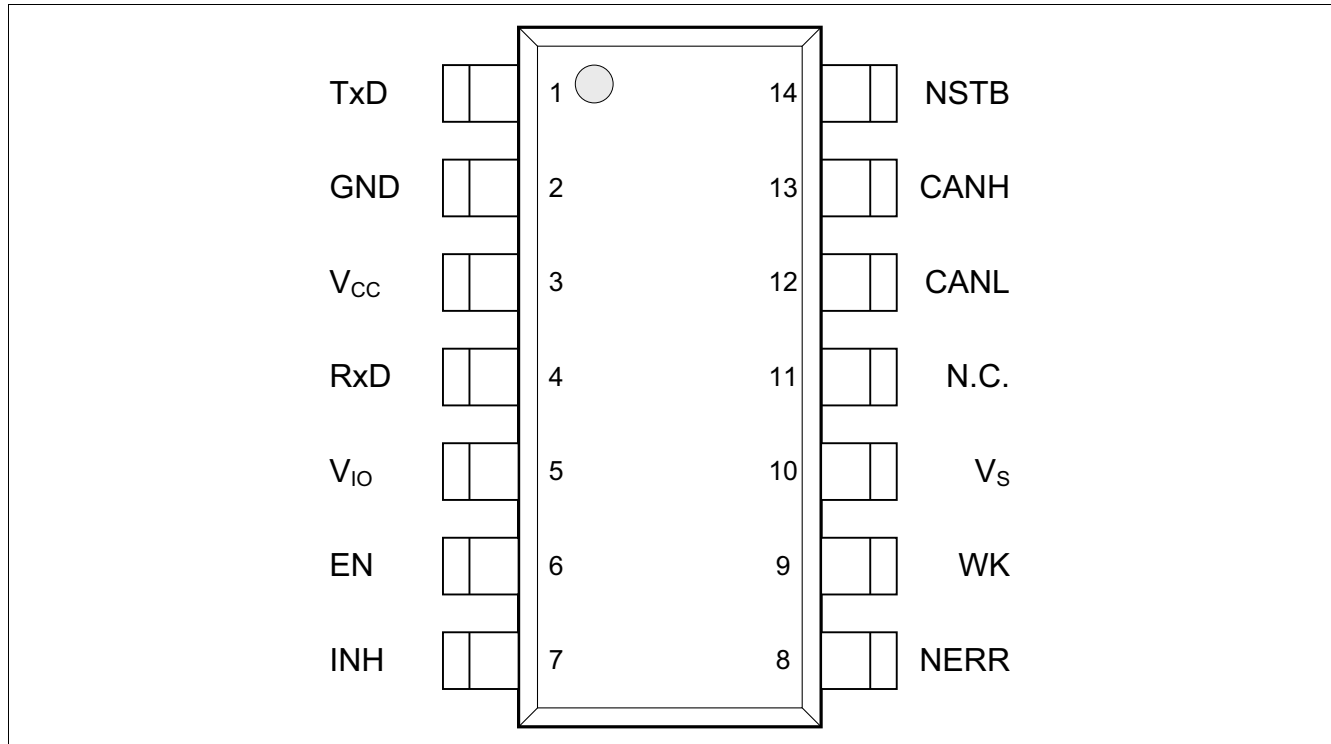 TxD 1 14 NSTB
GND 2 13 CANH
VCC 3 12 CANL
RxD 4 11 N.C.
VIO 5 10 VS
EN 6 9 WK
INH 7 8 NERR